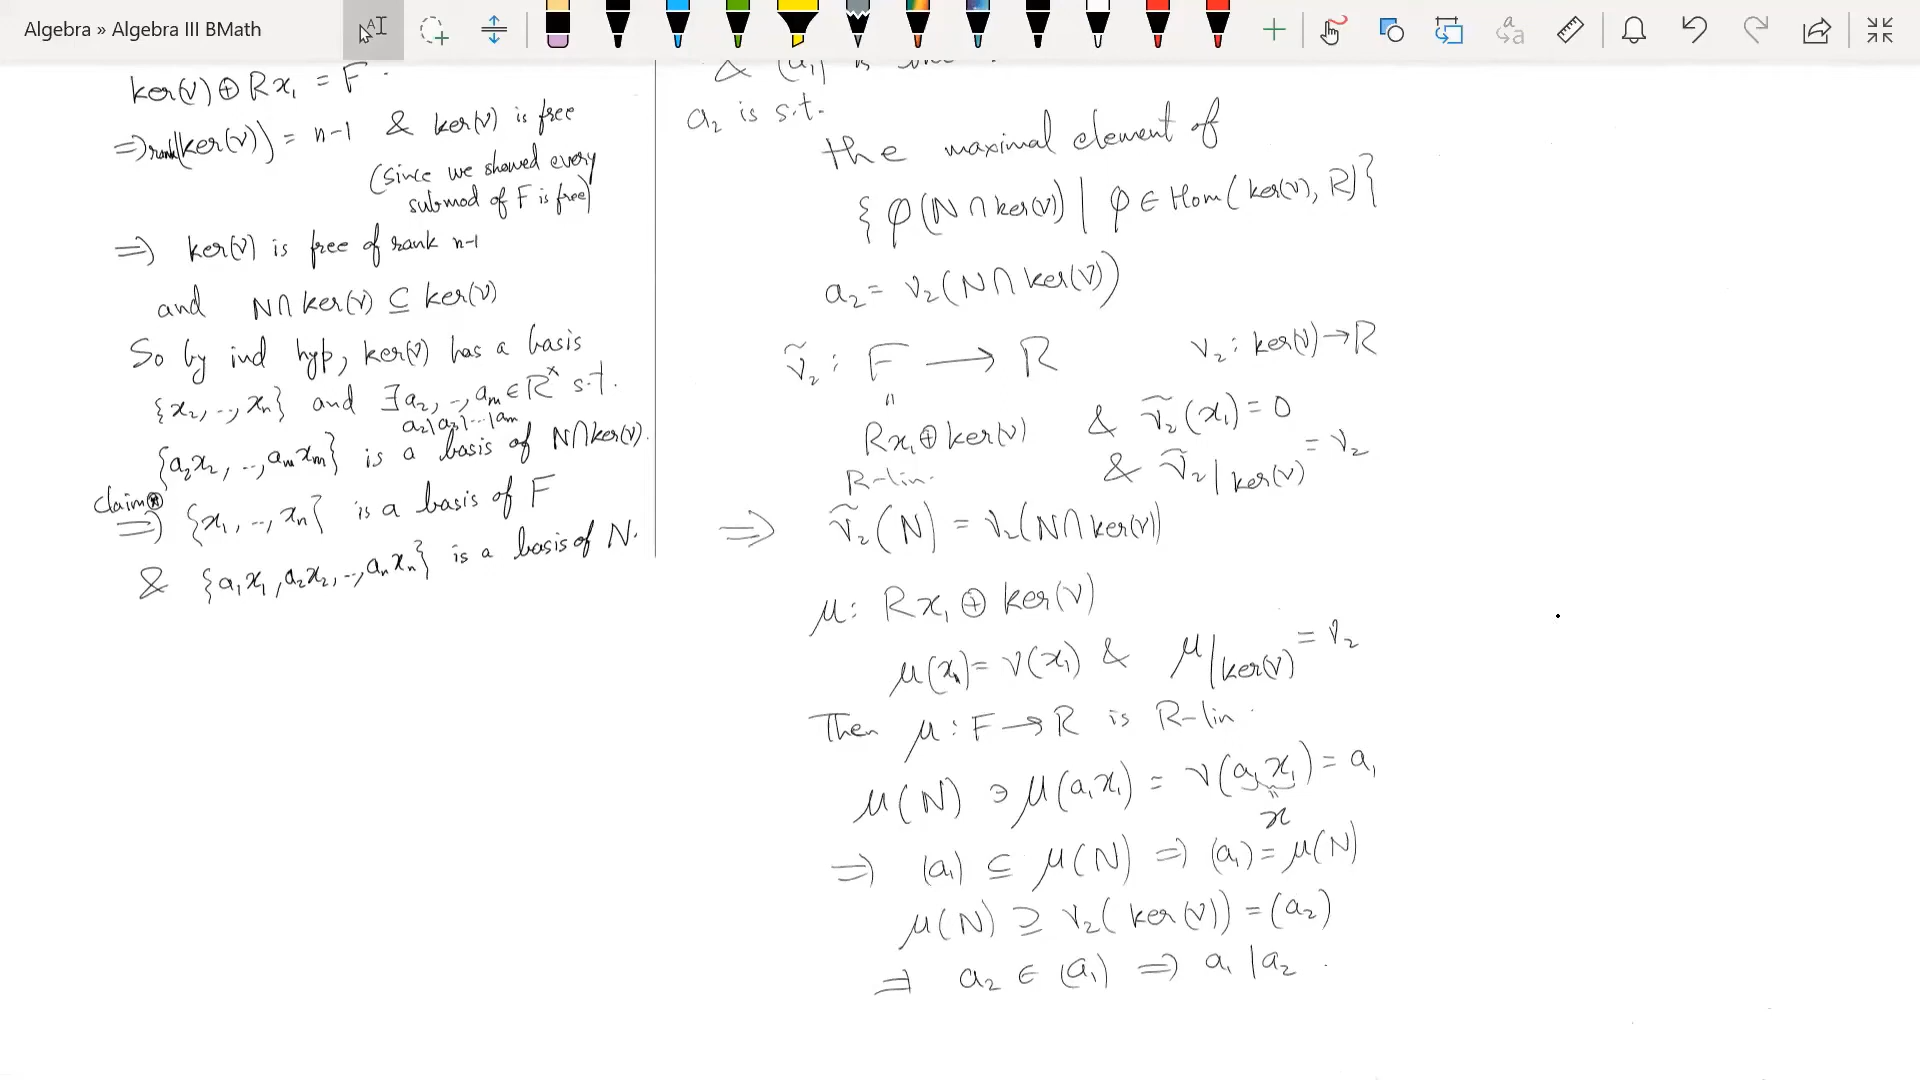 Algebra » Algebra III BMath
ker(ν) ⊕ Rx₁ = F.
⇒ rank(ker(ν)) = n-1 & ker(ν) is free
(since we showed every
submod of F is free)
⇒ ker(ν) is free of rank n-1
and N∩ker(ν) ⊆ ker(ν)
So by ind hyp, ker(ν) has a basis
{x₂, .., xₙ} and ∃ a₂, .., aₘ ∈ Rˣ s.t.
a₂|a₃|...|aₘ
{a₂x₂, .., aₘxₘ} is a basis of N∩ker(ν).
Claim⊛
⇒ {x₁, .., xₙ} is a basis of F
& {a₁x₁, a₂x₂, .., aₙxₙ} is a basis of N.
a₂ is s.t.
the maximal element of
{φ(N∩ker(ν)) | φ ∈ Hom(ker(ν), R)}
a₂ = ν₂(N∩ker(ν))
ν̃₂ : F → R ν₂ : ker(ν) → R
"
Rx₁ ⊕ ker(ν) & ν̃₂(x₁) = 0
R-lin. & ν̃₂|ker(ν) = ν₂
⇒ ν̃₂(N) = ν₂(N∩ker(ν))
μ: Rx₁ ⊕ ker(ν)
μ(x₁) = ν(x₁) & μ|ker(ν) = ν₂
Then μ : F → R is R-lin.
μ(N) ∋ μ(a₁x₁) = ν(a₁x₁) = a₁
"
x
⇒ (a₁) ⊆ μ(N) ⇒ (a₁) = μ(N)
μ(N) ⊇ ν₂(ker(ν)) = (a₂)
⇒ a₂ ∈ (a₁) ⇒ a₁ | a₂ .